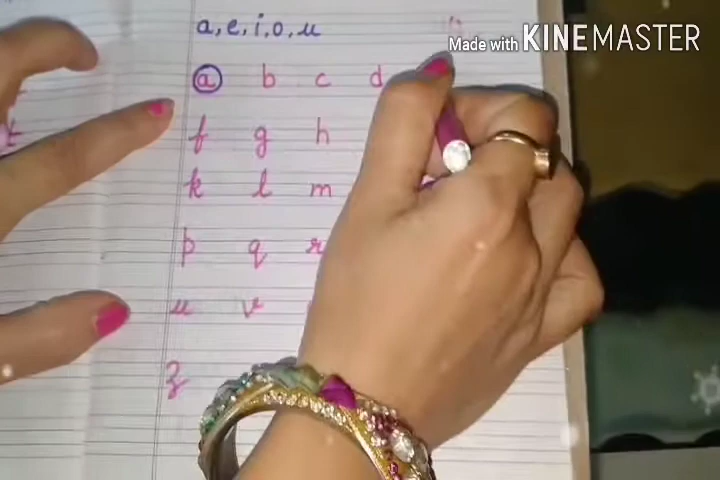 a, e, i, o, u
Made with KINEMASTER
a b c d
f g h
k l m
p q r
u v
z